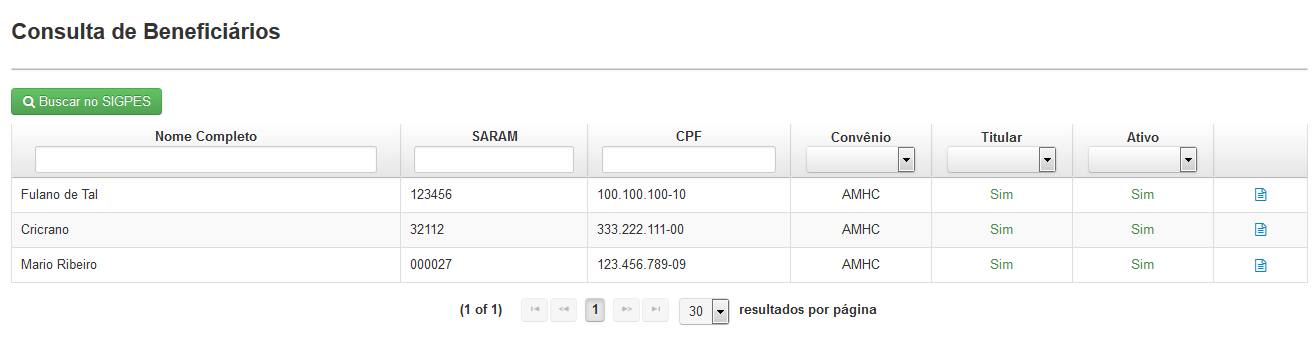 Consulta de Beneficiários
Buscar no SIGPES
Nome Completo SARAM CPF Convênio Titular Ativo
Fulano de Tal 123456 100.100.100-10 AMHC Sim Sim
Cricrano 32112 333.222.111-00 AMHC Sim Sim
Mario Ribeiro 000027 123.456.789-09 AMHC Sim Sim
(1 of 1) 1 30 resultados por página